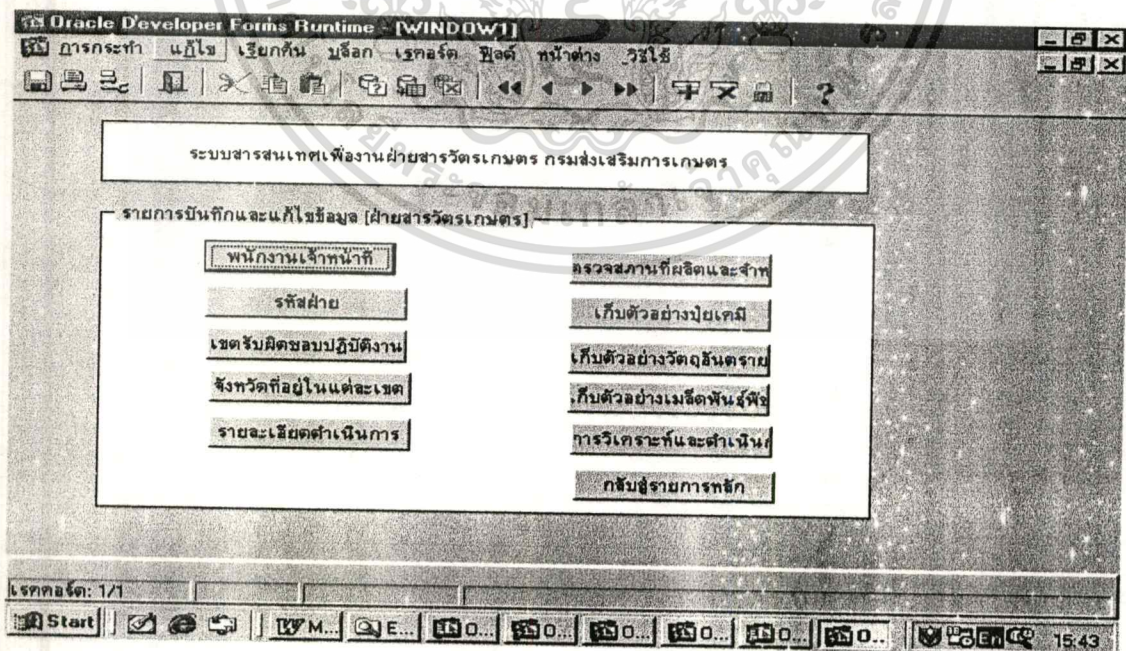 Oracle Developer Forms Runtime - [WINDOW1]
การกระทำ แก้ไข เรียกค้น บล็อก เรคอร์ด ฟิลด์ หน้าต่าง วิธีใช้
ระบบสารสนเทศเพื่องานฝ่ายสารวัตรเกษตร กรมส่งเสริมการเกษตร
รายการบันทึกและแก้ไขข้อมูล [ฝ่ายสารวัตรเกษตร]
พนักงานเจ้าหน้าที่
รหัสฝ่าย
เขตรับผิดชอบปฏิบัติงาน
จังหวัดที่อยู่ในแต่ละเขต
รายละเอียดดำเนินการ
ตรวจสถานที่ผลิตและจำห
เก็บตัวอย่างปุ๋ยเคมี
เก็บตัวอย่างวัตถุอันตราย
เก็บตัวอย่างเมล็ดพันธุ์พืช
การวิเคราะห์และดำเนินก
กลับสู่รายการหลัก
เรคคอร์ด: 1/1
Start M... E... O... O... O... O... O... O... En 15:43